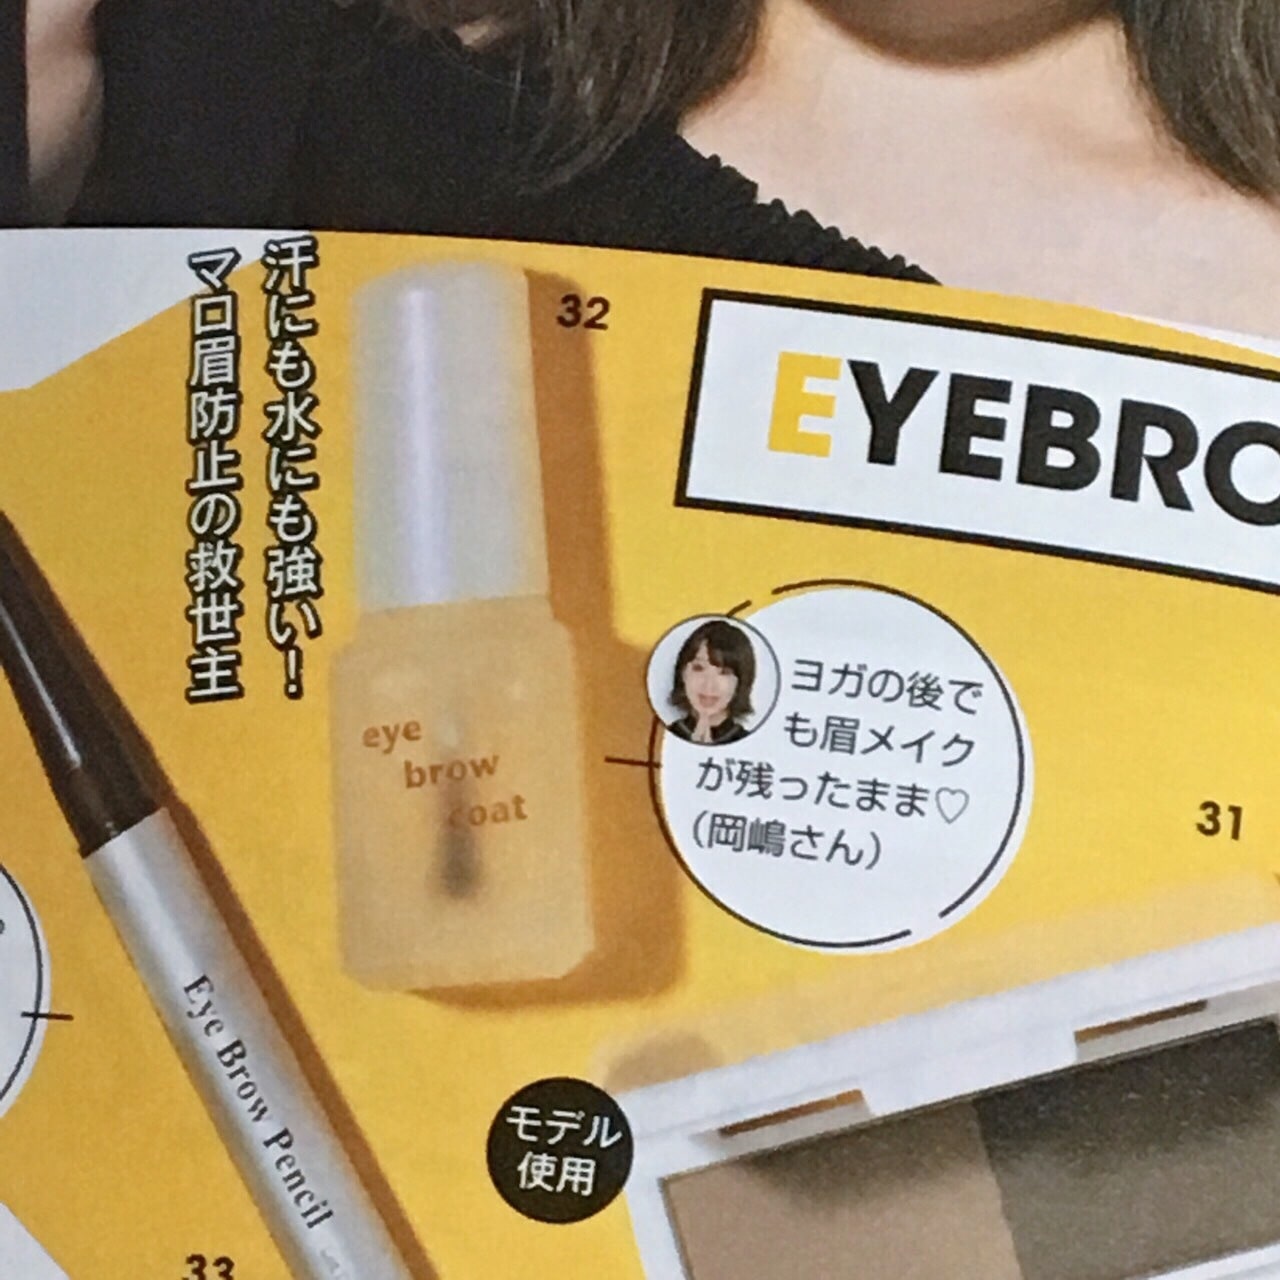 汗にも水にも強い！
マロ眉防止の救世主
32
EYEBRO
eye
brow
coat
ヨガの後で
も眉メイク
が残ったまま♡
（岡嶋さん）
31
Eye Brow Pencil
モデル
使用
33